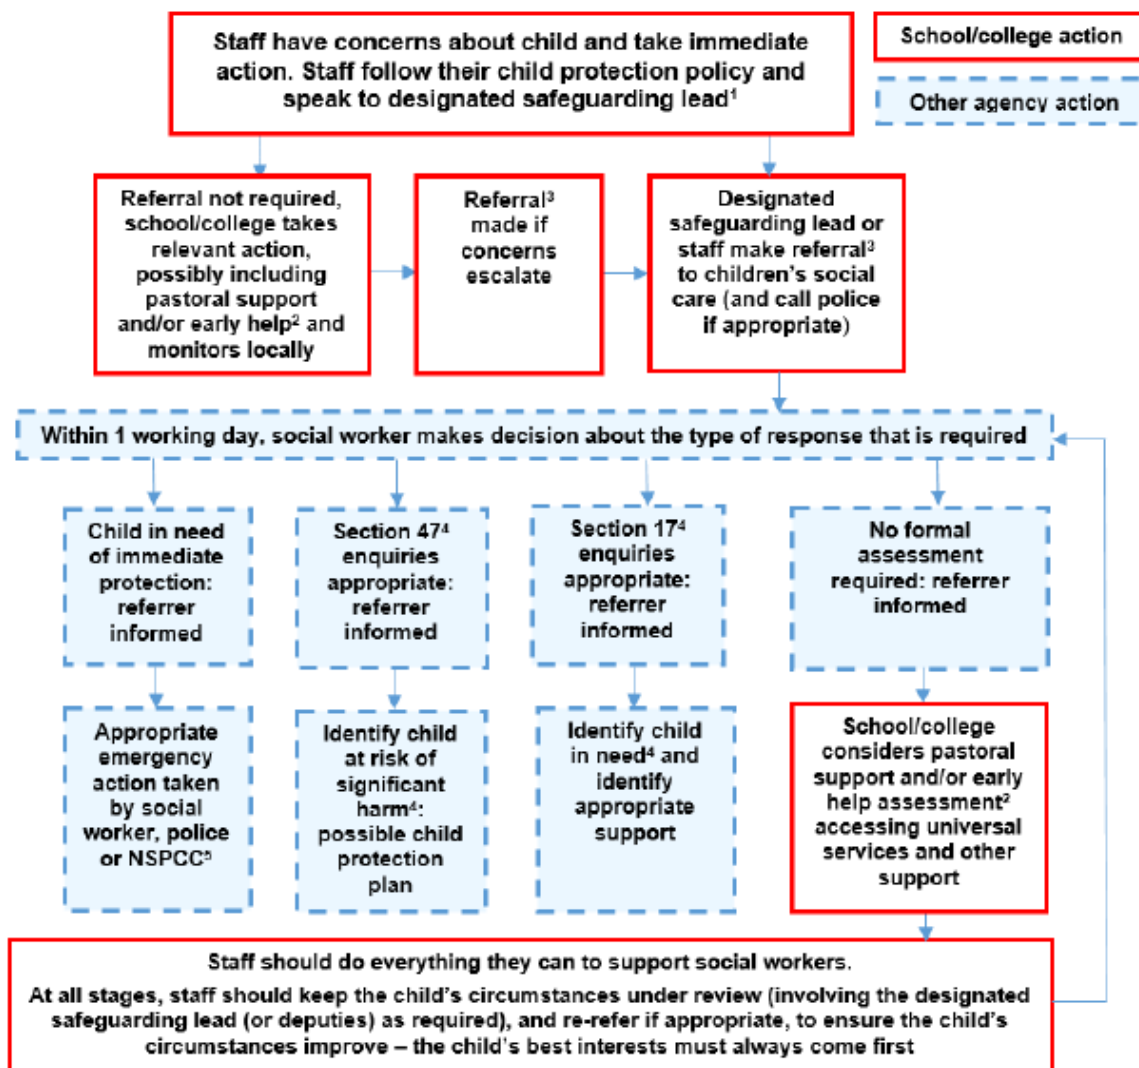 Staff have concerns about child and take immediate
action. Staff follow their child protection policy and
speak to designated safeguarding lead¹
School/college action
Other agency action
Referral not required,
school/college takes
relevant action,
possibly including
pastoral support
and/or early help² and
monitors locally
Referral³
made if
concerns
escalate
Designated
safeguarding lead or
staff make referral³
to children's social
care (and call police
if appropriate)
Within 1 working day, social worker makes decision about the type of response that is required
Child in need
of immediate
protection:
referrer
informed
Section 47⁴
enquiries
appropriate:
referrer
informed
Section 17⁴
enquiries
appropriate:
referrer
informed
No formal
assessment
required: referrer
informed
Appropriate
emergency
action taken
by social
worker, police
or NSPCC⁵
Identify child
at risk of
significant
harm⁴:
possible child
protection
plan
Identify child
in need⁴ and
identify
appropriate
support
School/college
considers pastoral
support and/or early
help assessment²
accessing universal
services and other
support
Staff should do everything they can to support social workers.
At all stages, staff should keep the child's circumstances under review (involving the designated
safeguarding lead (or deputies) as required), and re-refer if appropriate, to ensure the child's
circumstances improve – the child's best interests must always come first